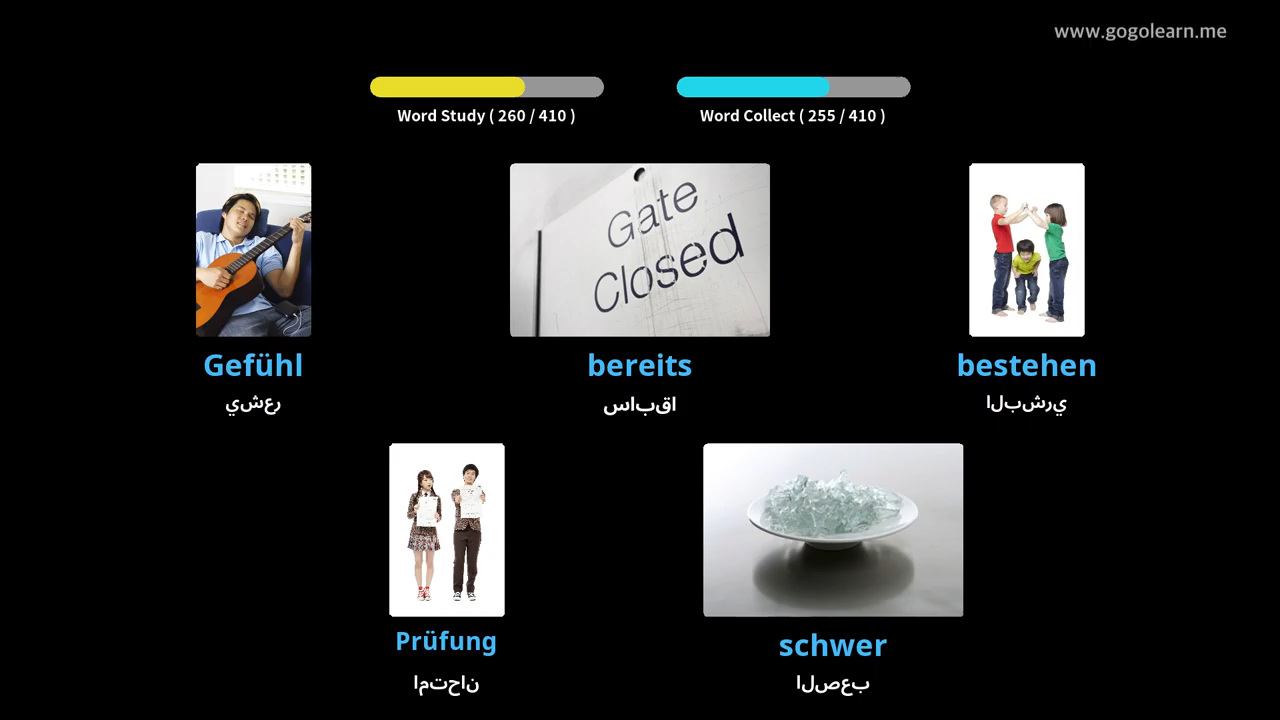 www.gogolearn.me
Word Study ( 260 / 410 )
Word Collect ( 255 / 410 )
Gate
Closed
Gefühl
bereits
bestehen
يشعر
سابقا
البشري
Prüfung
schwer
امتحان
الصعب